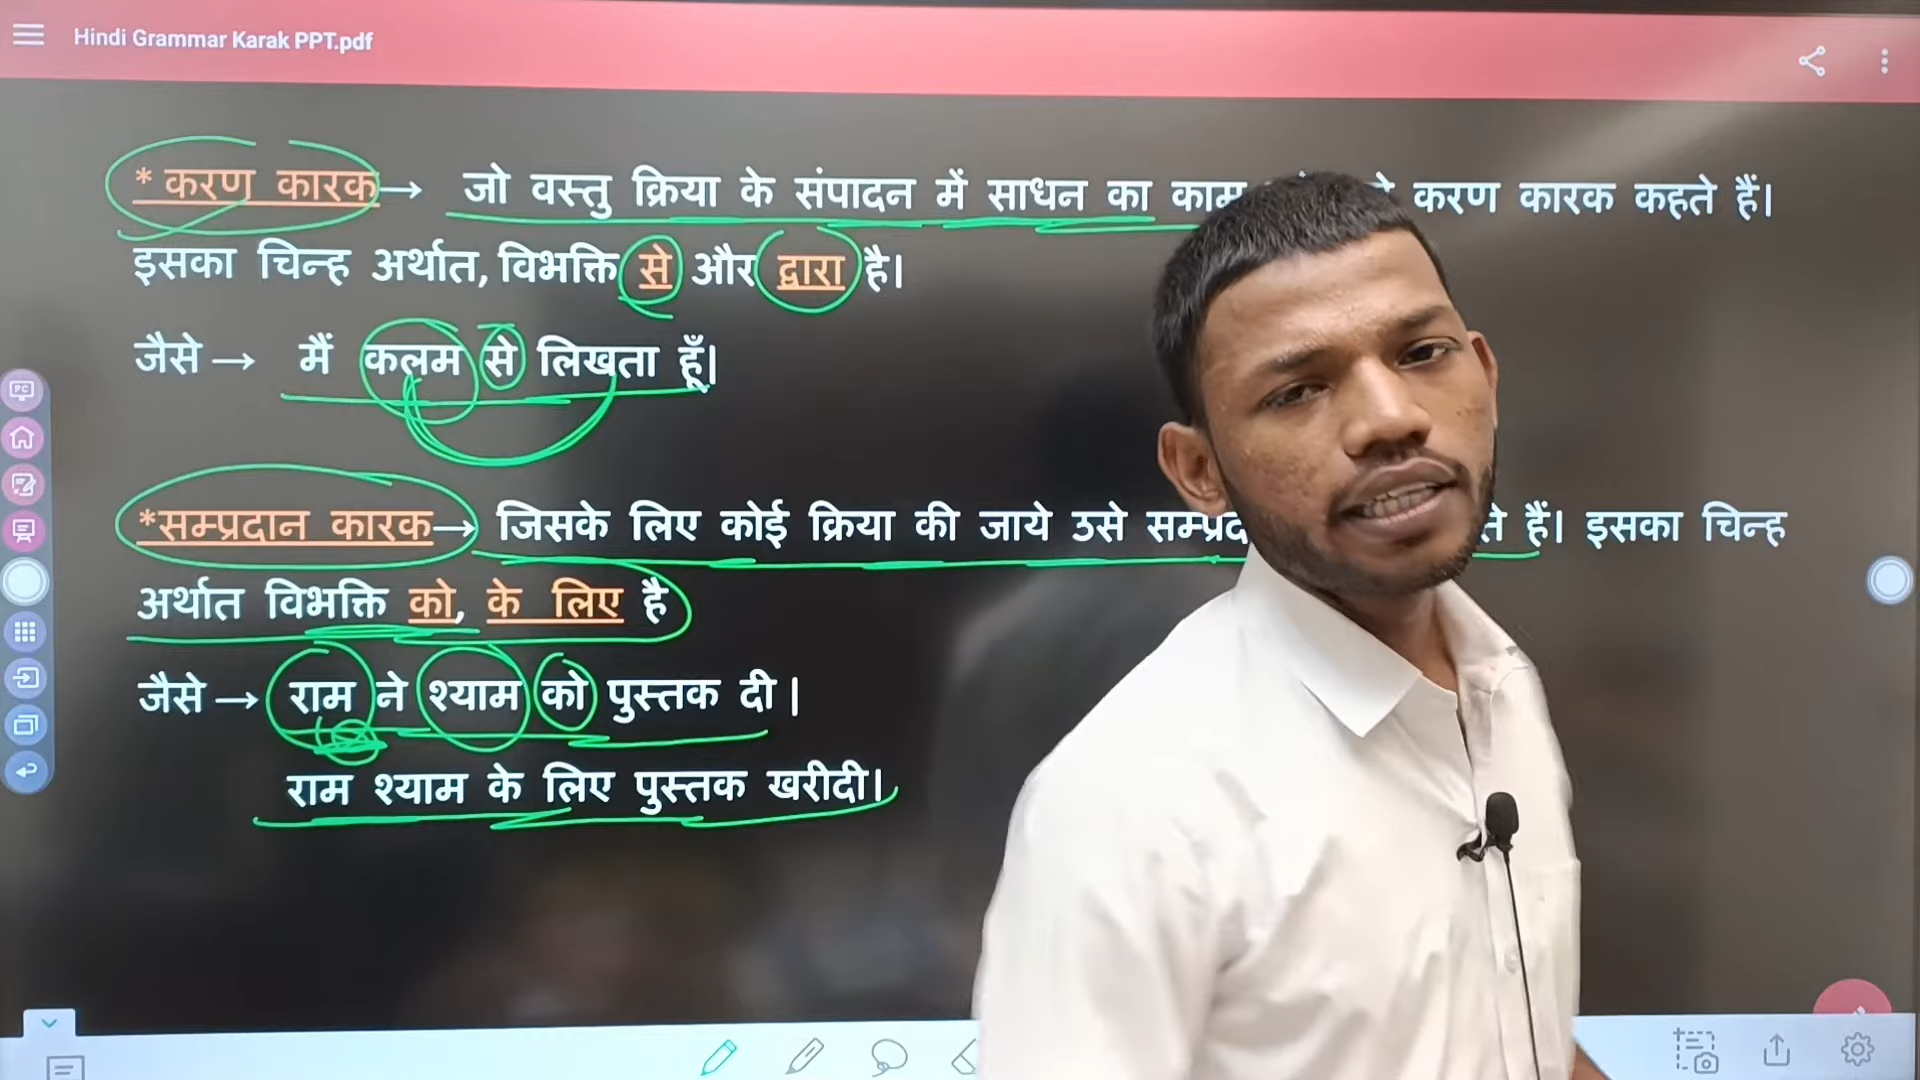 Hindi Grammar Karak PPT.pdf
* करण कारक→ जो वस्तु क्रिया के संपादन में साधन का काम करण कारक कहते हैं।
इसका चिन्ह अर्थात, विभक्ति से और द्वारा है।
जैसे → मैं कलम से लिखता हूँ।
*सम्प्रदान कारक→ जिसके लिए कोई क्रिया की जाये उसे हैं। इसका चिन्ह
अर्थात विभक्ति को, के लिए है
जैसे → राम ने श्याम को पुस्तक दी |
राम श्याम के लिए पुस्तक खरीदी।